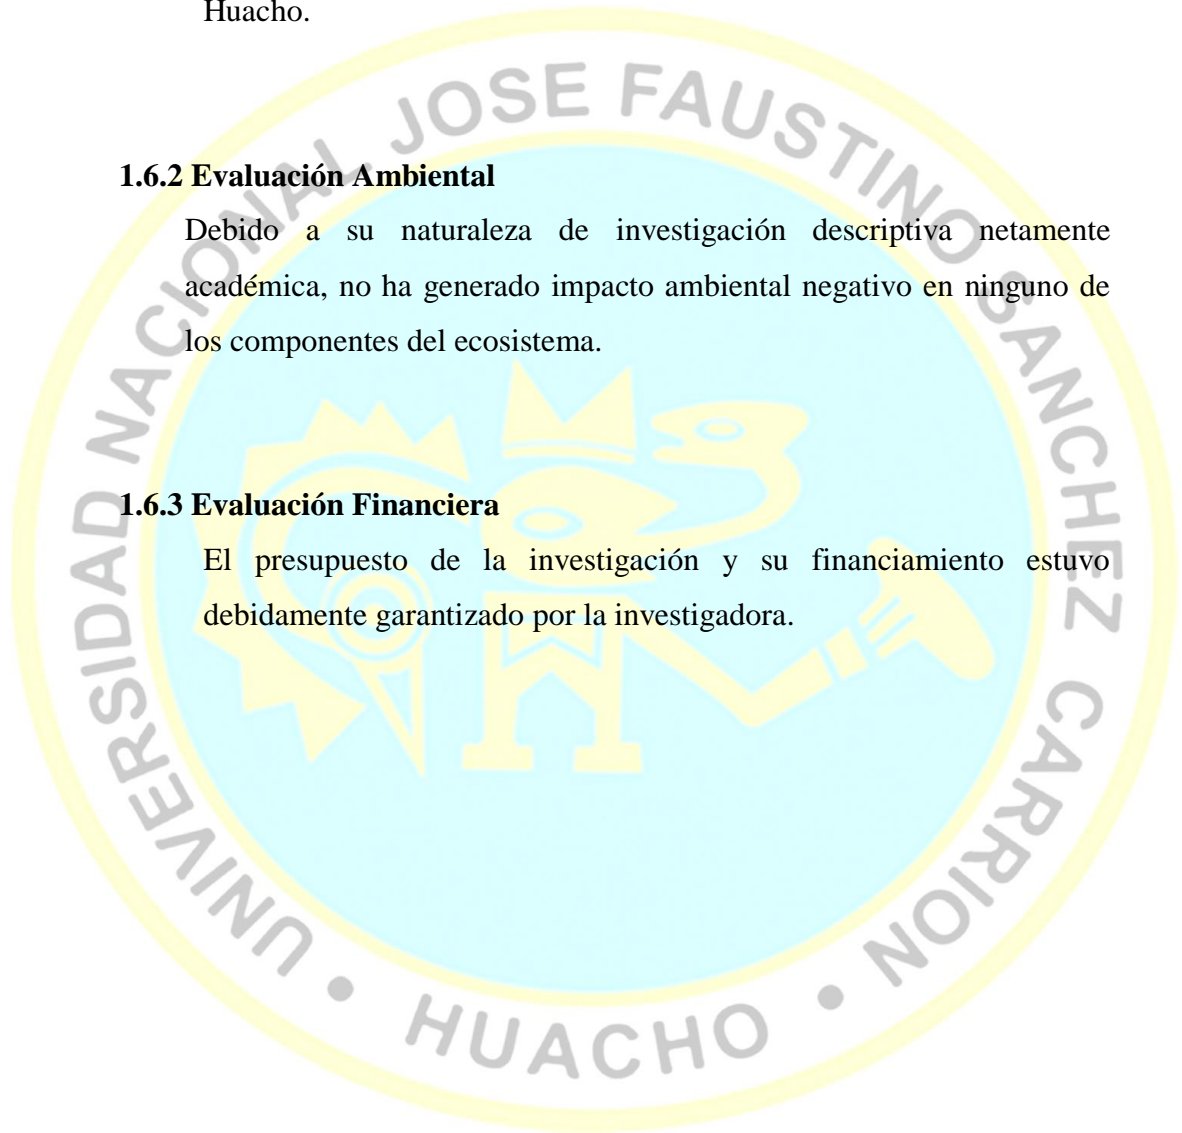 Huacho.
1.6.2 Evaluación Ambiental
Debido a su naturaleza de investigación descriptiva netamente
académica, no ha generado impacto ambiental negativo en ninguno de
los componentes del ecosistema.
1.6.3 Evaluación Financiera
El presupuesto de la investigación y su financiamiento estuvo
debidamente garantizado por la investigadora.
UNIVERSIDAD NACIONAL JOSE FAUSTINO SANCHEZ CARRION • HUACHO •